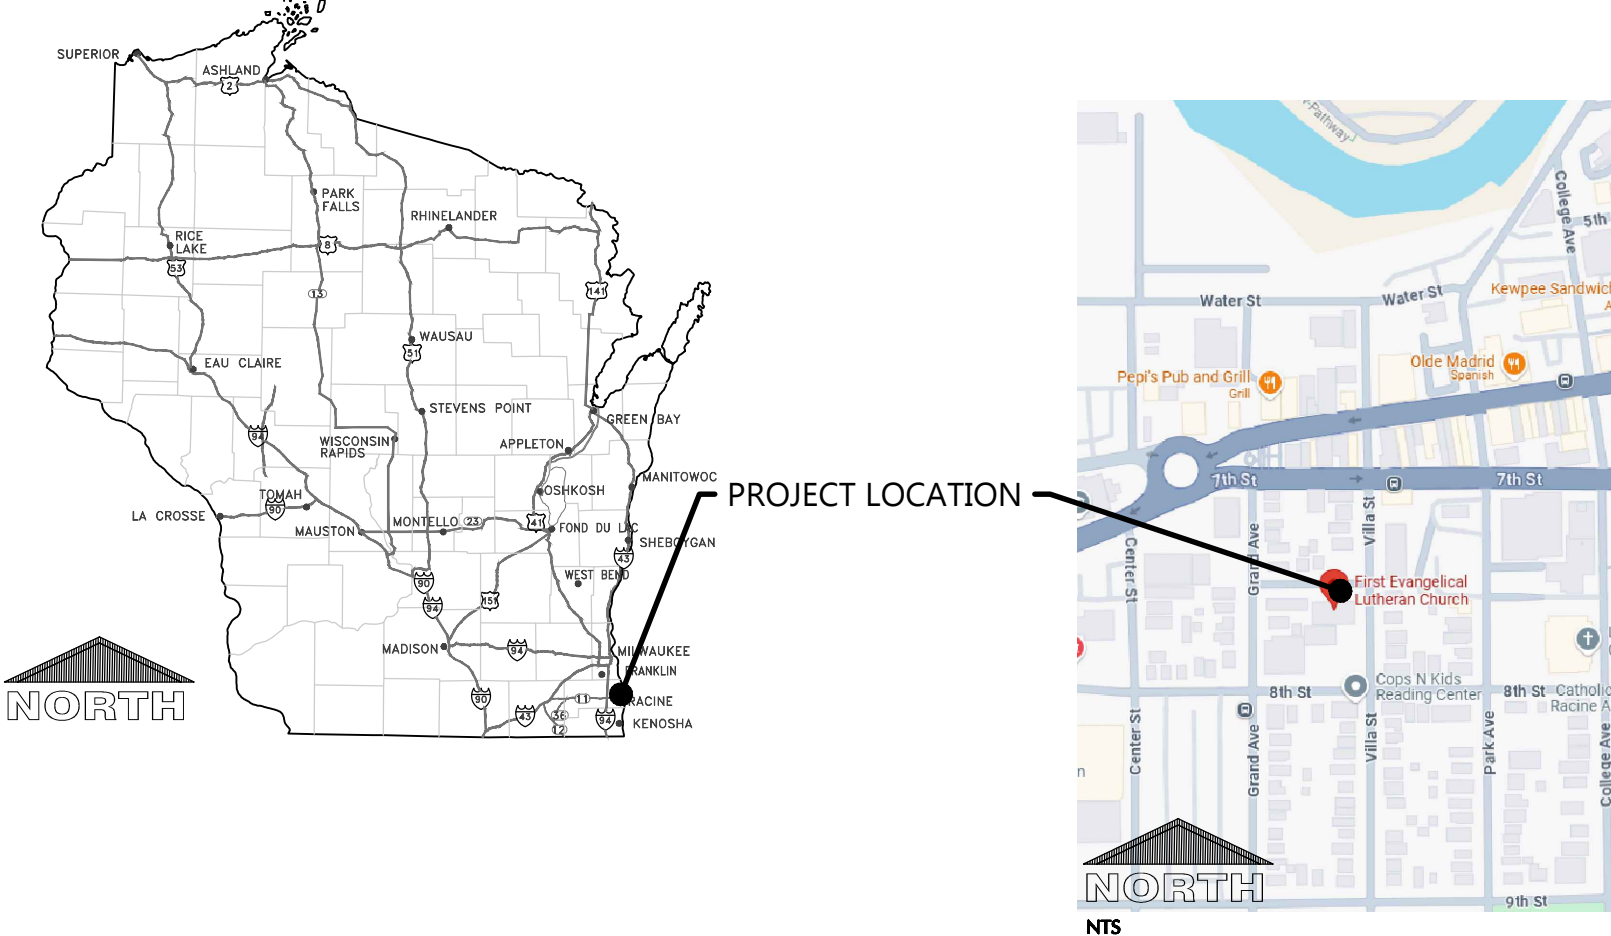 SUPERIOR
ASHLAND
2
PARK
FALLS
RHINELANDER
RICE
LAKE
8
53
13
141
WAUSAU
51
EAU CLAIRE
STEVENS POINT
GREEN BAY
94
WISCONSIN
RAPIDS
APPLETON
MANITOWOC
OSHKOSH
TOMAH
90
LA CROSSE
MAUSTON
MONTELLO
23
41
FOND DU LAC
SHEBOYGAN
43
WEST BEND
90
94
151
MADISON
94
MILWAUKEE
FRANKLIN
90
11
RACINE
43
36
12
94
KENOSHA
NORTH
PROJECT LOCATION
Pathway
College Ave
5th
Water St
Water St
Kewpee Sandwich
A
Olde Madrid
Spanish
Pepi's Pub and Grill
Grill
7th St
7th St
Villa St
Grand Ave
Center St
First Evangelical
Lutheran Church
Cops N Kids
Reading Center
8th St
8th St
Catholic
Racine A
Center St
Grand Ave
Villa St
Park Ave
College Ave
n
9th St
NORTH
NTS